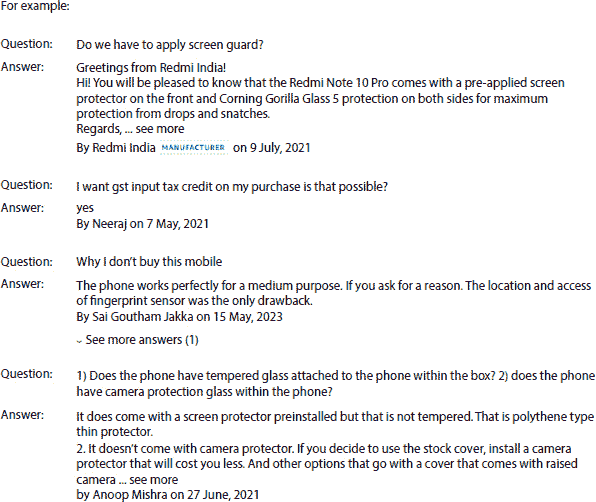 For example:
Question: Do we have to apply screen guard?
Answer: Greetings from Redmi India!
Hi! You will be pleased to know that the Redmi Note 10 Pro comes with a pre-applied screen
protector on the front and Corning Gorilla Glass 5 protection on both sides for maximum
protection from drops and snatches.
Regards, ... see more
By Redmi India MANUFACTURER on 9 July, 2021
Question: I want gst input tax credit on my purchase is that possible?
Answer: yes
By Neeraj on 7 May, 2021
Question: Why I don't buy this mobile
Answer: The phone works perfectly for a medium purpose. If you ask for a reason. The location and access
of fingerprint sensor was the only drawback.
By Sai Goutham Jakka on 15 May, 2023
See more answers (1)
Question: 1) Does the phone have tempered glass attached to the phone within the box? 2) does the phone
have camera protection glass within the phone?
Answer: It does come with a screen protector preinstalled but that is not tempered. That is polythene type
thin protector.
2. It doesn't come with camera protector. If you decide to use the stock cover, install a camera
protector that will cost you less. And other options that go with a cover that comes with raised
camera ... see more
by Anoop Mishra on 27 June, 2021